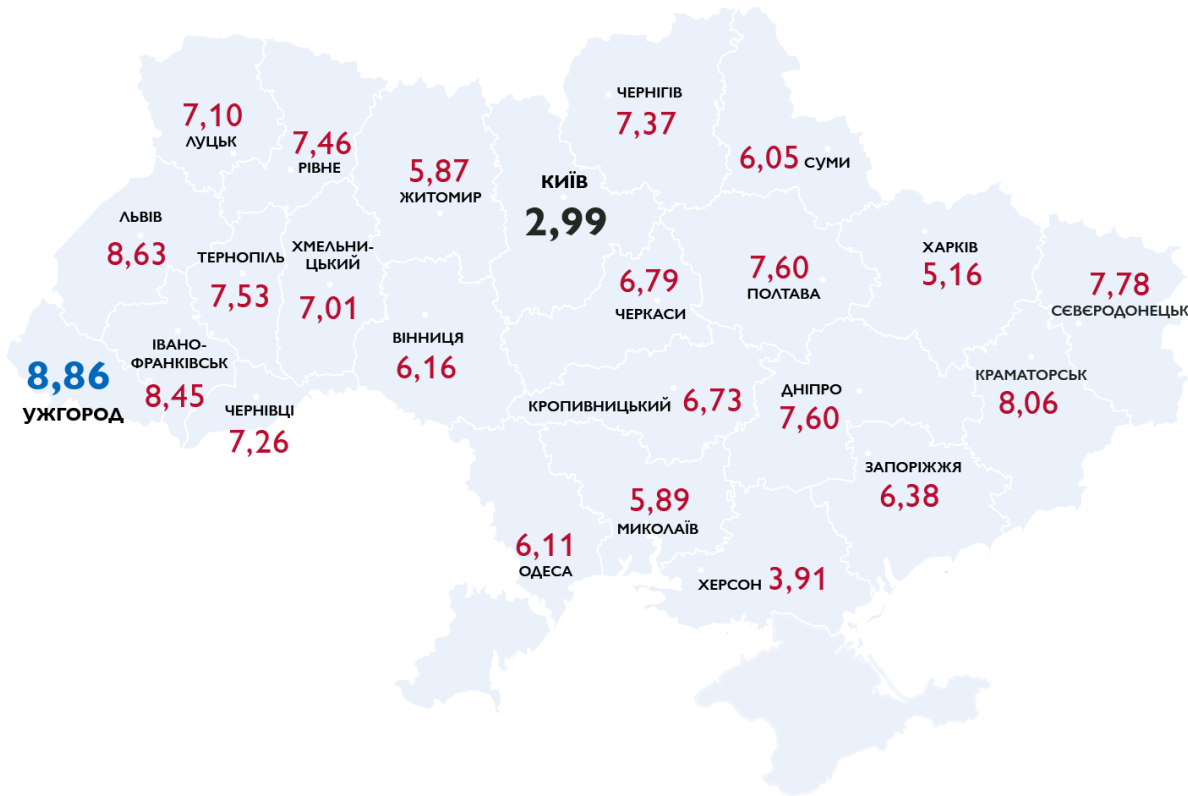 ЧЕРНІГІВ
7,37
7,10
ЛУЦЬК
7,46
РІВНЕ
5,87
ЖИТОМИР
КИЇВ
2,99
6,05 СУМИ
ЛЬВІВ
8,63
ТЕРНОПІЛЬ
7,53
ХМЕЛЬНИ-
ЦЬКИЙ
7,01
6,79
ЧЕРКАСИ
7,60
ПОЛТАВА
ХАРКІВ
5,16
7,78
СЄВЄРОДОНЕЦЬК
ІВАНО-
ФРАНКІВСЬК
8,45
ВІННИЦЯ
6,16
8,86
УЖГОРОД
ЧЕРНІВЦІ
7,26
КРОПИВНИЦЬКИЙ 6,73
ДНІПРО
7,60
КРАМАТОРСЬК
8,06
ЗАПОРІЖЖЯ
6,38
5,89
МИКОЛАЇВ
6,11
ОДЕСА
ХЕРСОН 3,91